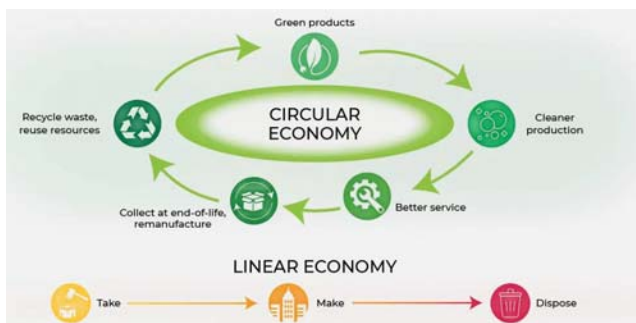 Green products
CIRCULAR
ECONOMY
Recycle waste,
reuse resources
Cleaner
production
Better service
Collect at end-of-life,
remanufacture
LINEAR ECONOMY
Take
Make
Dispose